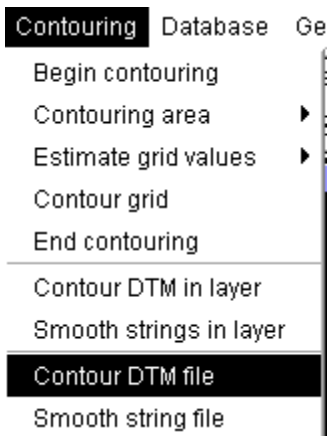 Contouring Database Ge
Begin contouring
Contouring area
Estimate grid values
Contour grid
End contouring
Contour DTM in layer
Smooth strings in layer
Contour DTM file
Smooth string file